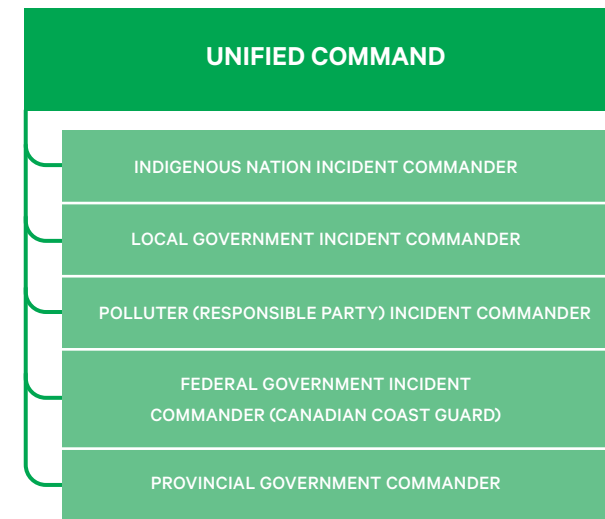 UNIFIED COMMAND
INDIGENOUS NATION INCIDENT COMMANDER
LOCAL GOVERNMENT INCIDENT COMMANDER
POLLUTER (RESPONSIBLE PARTY) INCIDENT COMMANDER
FEDERAL GOVERNMENT INCIDENT
COMMANDER (CANADIAN COAST GUARD)
PROVINCIAL GOVERNMENT COMMANDER